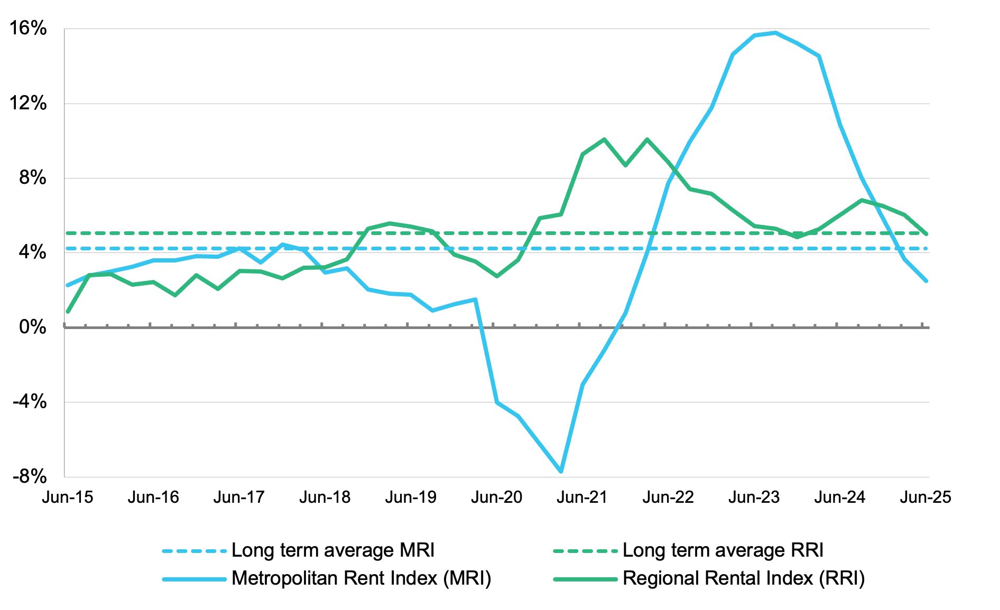 16%
12%
8%
4%
0%
-4%
-8%
Jun-15 Jun-16 Jun-17 Jun-18 Jun-19 Jun-20 Jun-21 Jun-22 Jun-23 Jun-24 Jun-25
Long term average MRI Long term average RRI
Metropolitan Rent Index (MRI) Regional Rental Index (RRI)